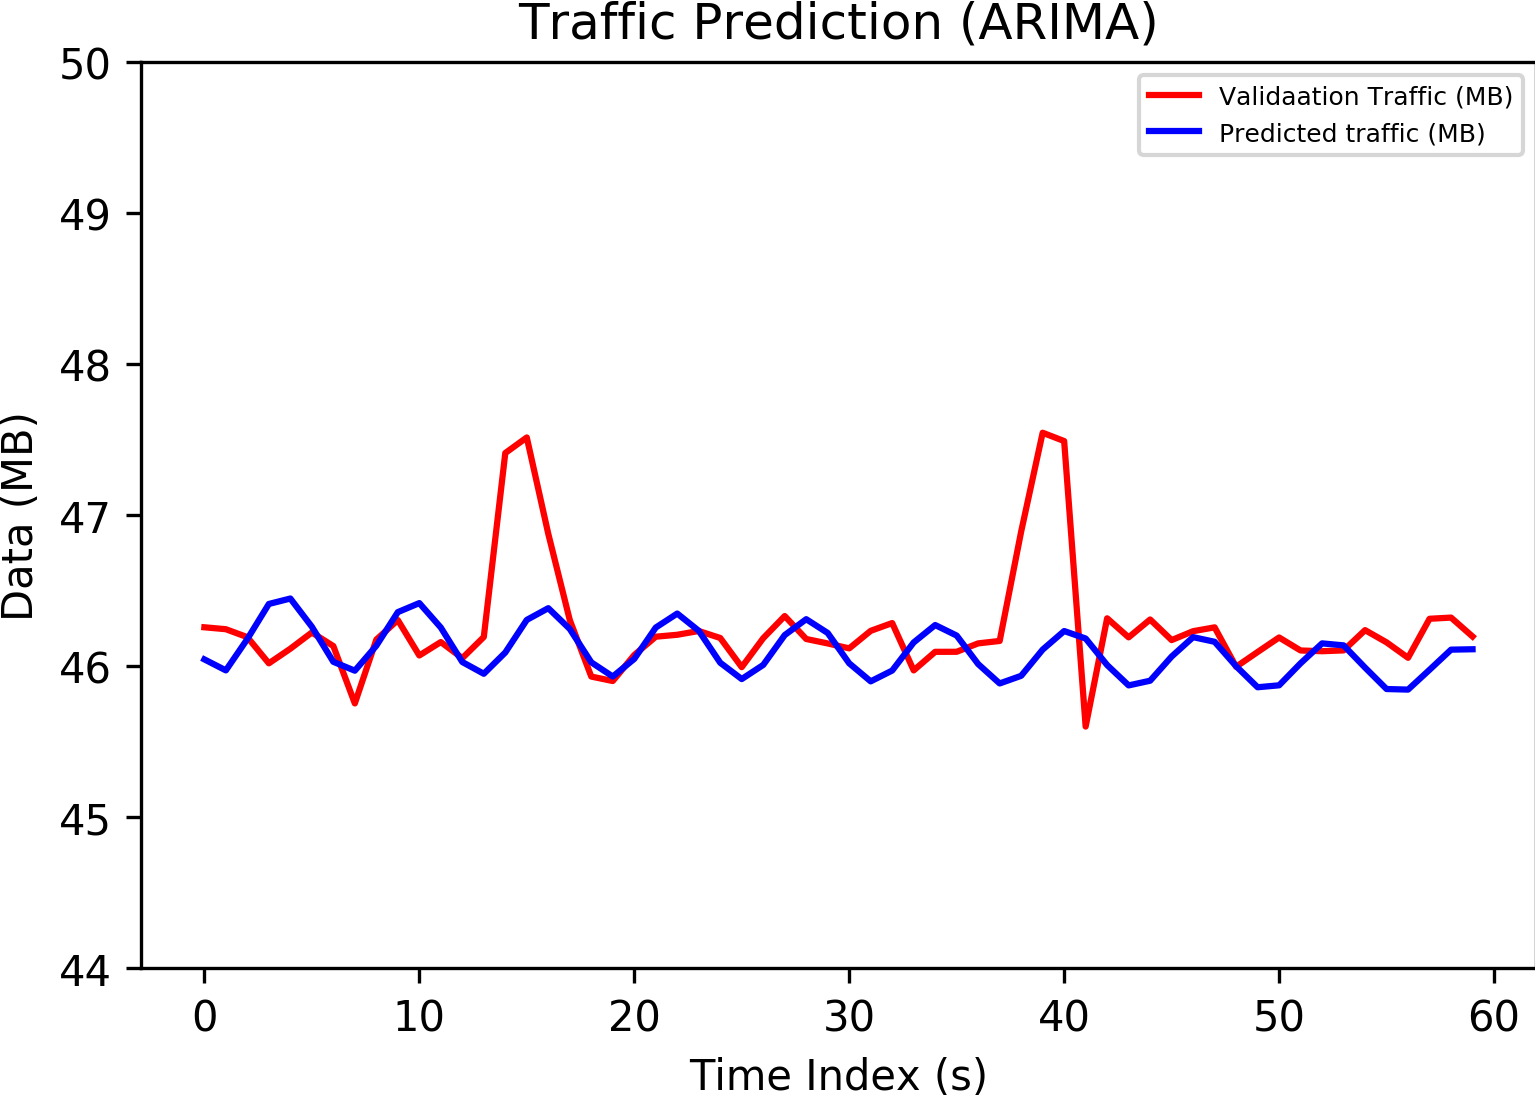 Traffic Prediction (ARIMA)
Validaation Traffic (MB)
Predicted traffic (MB)
Data (MB)
50
49
48
47
46
45
44
0 10 20 30 40 50 60
Time Index (s)